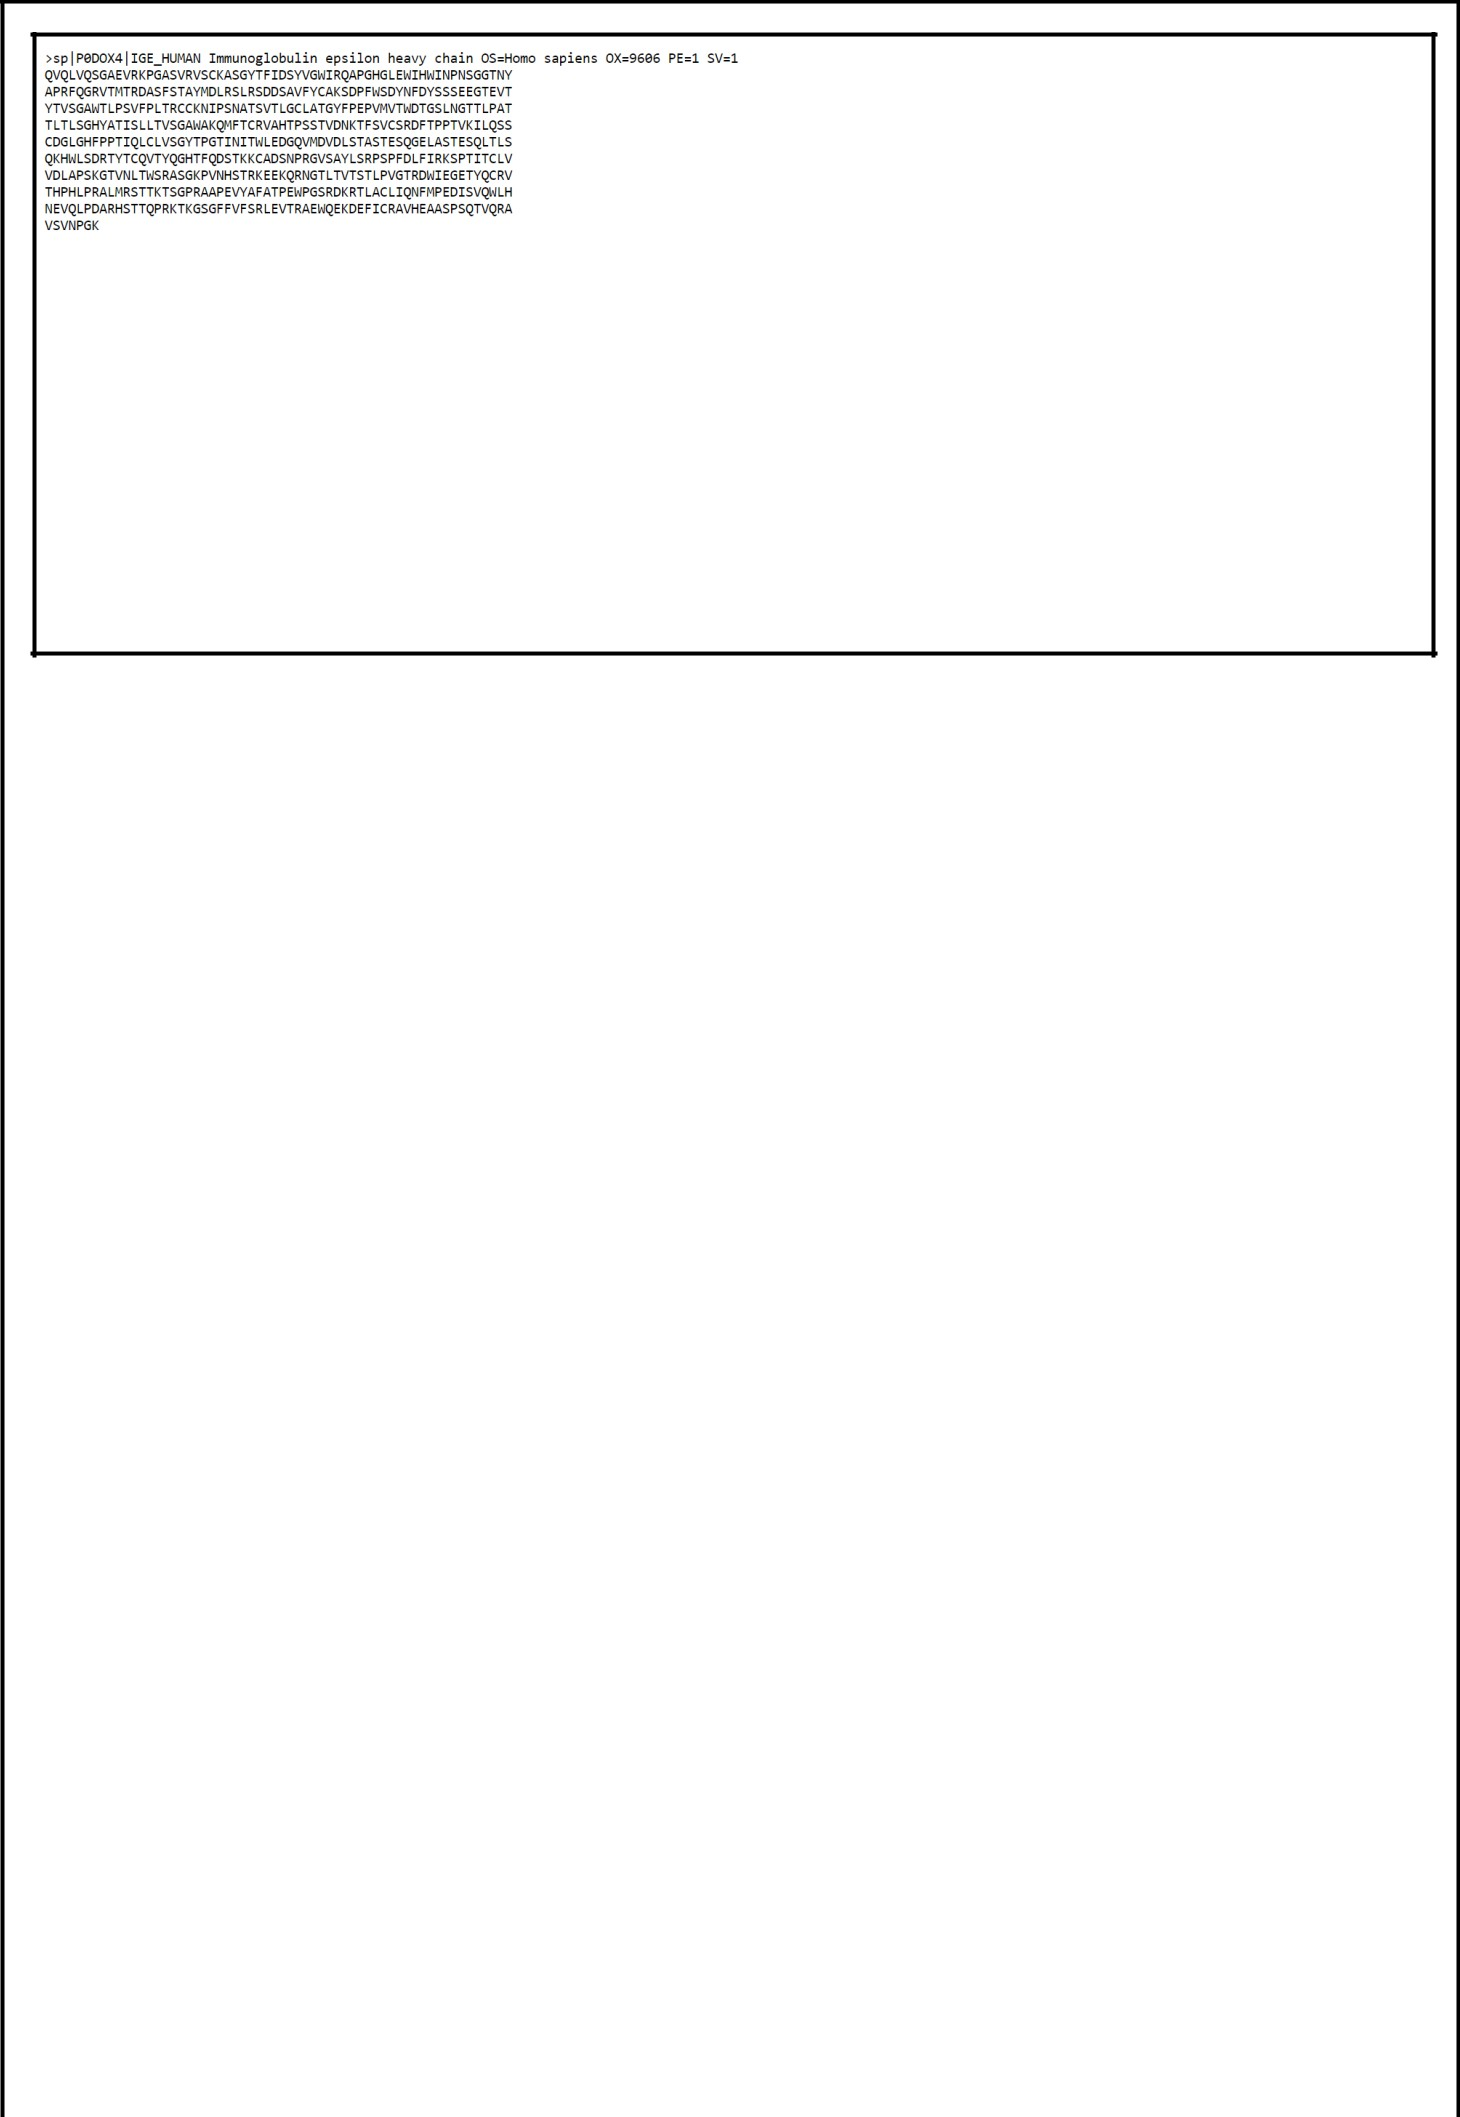 >sp|P0DOX4|IGE_HUMAN Immunoglobulin epsilon heavy chain OS=Homo sapiens OX=9606 PE=1 SV=1
QVQLVQSGAEVRKPGASVRVSCKASGYTFIDSYVGWIRQAPGHGLEWIHWINPNSGGTNY
APRFQGRVTMTRDASFSTAYMDLRSLRSDDSAVFYCAKSDPFWSDYNFDYSSSEEGTEVT
YTVSGAWTLPSVFPLTRCCKNIPSNATSVTLGCLATGYFPEPVMVTWDTGSLNGTTLPAT
TLTLSGHYATISLLTVSGAWAKQMFTCRVAHTPSSTVDNKTFSVCSRDFTPPTVKILQSS
CDGLGHFPPTIQLCLVSGYTPGTINITWLEDGQVMDVDLSTASTESQGELASTESQLTLS
QKHWLSDRTYTCQVTYQGHTFQDSTKKCADSNPRGVSAYLSRPSPFDLFIRKSPTITCLV
VDLAPSKGTVNLTWSRASGKPVNHSTRKEEKQRNGTLTVTSTLPVGTRDWIEGETYQCRV
THPHLPRALMRSTTKTSGPRAAPEVYAFATPEWPGSRDKRTLACLIQNFMPEDISVQWLH
NEVQLPDARHSTTQPRKTKGSGFFVFSRLEVTRAEWQEKDEFICRAVHEAASPSQTVQRA
VSVNPGK